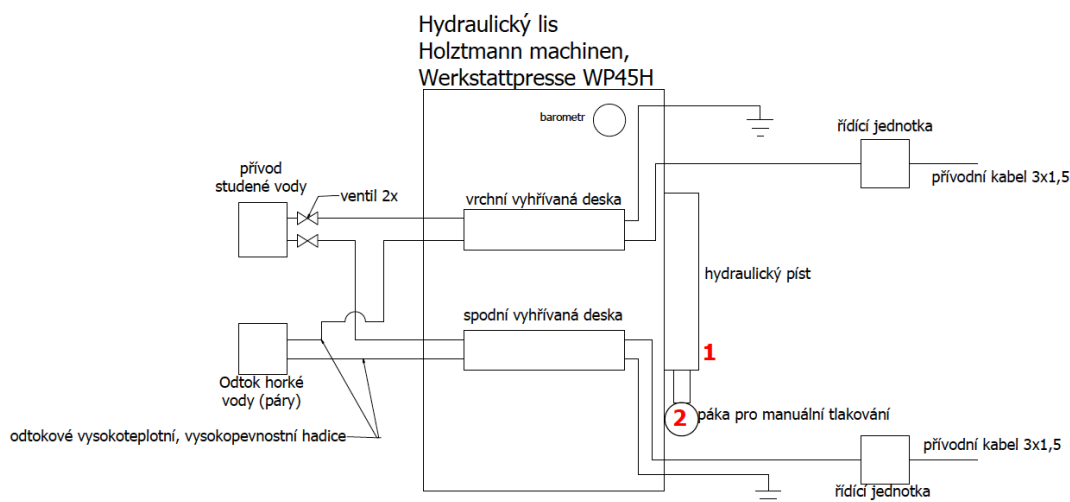 Hydraulický lis
Holztmann machinen,
Werkstattpresse WP45H
barometr
řídící jednotka
přívodní kabel 3x1,5
přívod
studené vody
ventil 2x
vrchní vyhřívaná deska
hydraulický píst
spodní vyhřívaná deska
1
Odtok horké
vody (páry)
2
páka pro manuální tlakování
odtokové vysokoteplotní, vysokopevnostní hadice
přívodní kabel 3x1,5
řídící jednotka